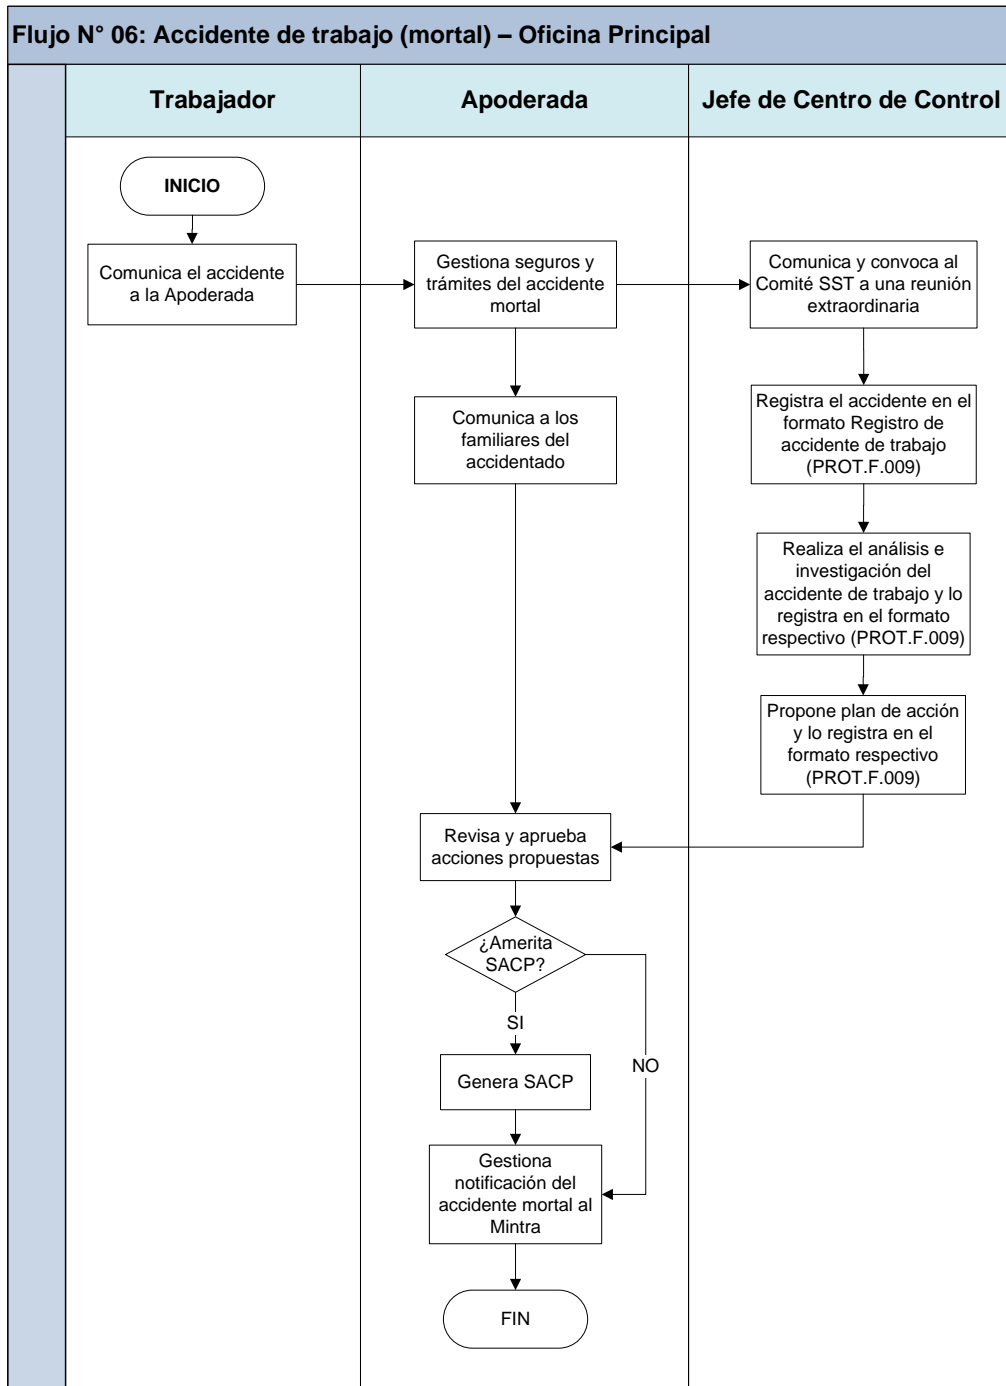 Flujo N° 06: Accidente de trabajo (mortal) – Oficina Principal
Trabajador
Apoderada
Jefe de Centro de Control
INICIO
Comunica el accidente
a la Apoderada
Gestiona seguros y
trámites del accidente
mortal
Comunica y convoca al
Comité SST a una reunión
extraordinaria
Comunica a los
familiares del
accidentado
Registra el accidente en el
formato Registro de
accidente de trabajo
(PROT.F.009)
Realiza el análisis e
investigación del
accidente de trabajo y lo
registra en el formato
respectivo (PROT.F.009)
Propone plan de acción
y lo registra en el
formato respectivo
(PROT.F.009)
Revisa y aprueba
acciones propuestas
¿Amerita
SACP?
SI
NO
Genera SACP
Gestiona
notificación del
accidente mortal al
Mintra
FIN